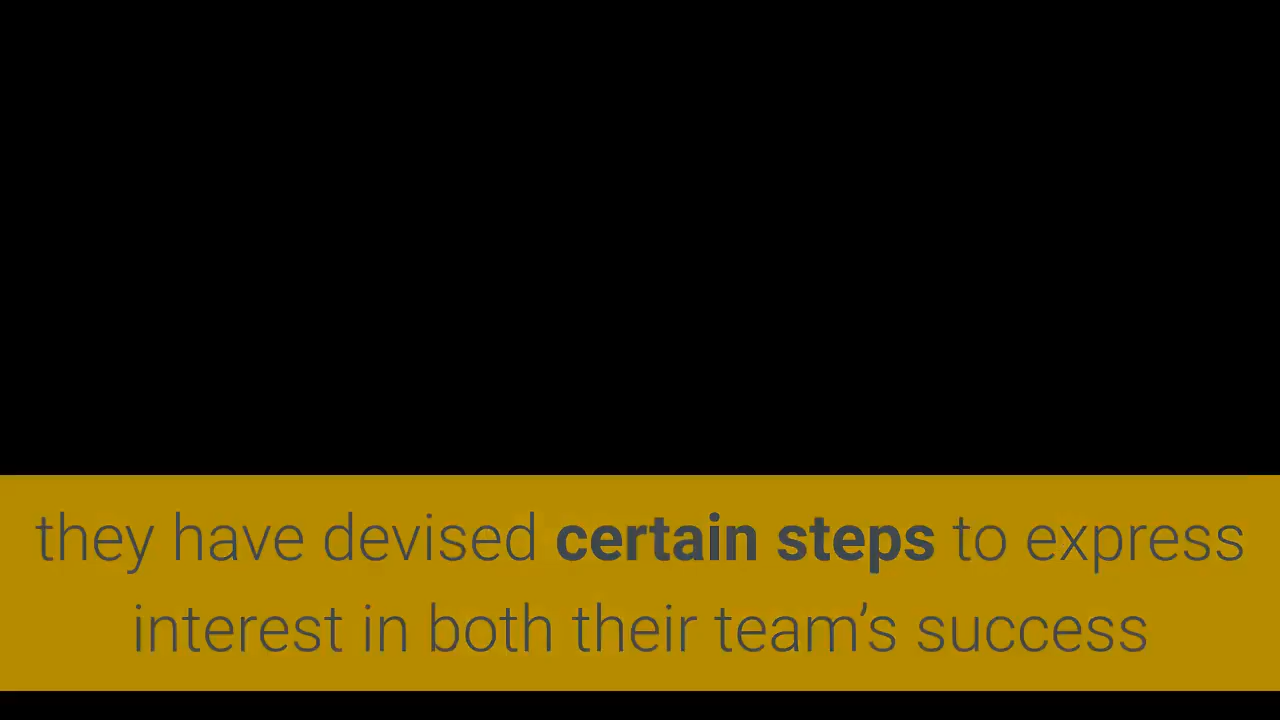 they have devised certain steps to express
interest in both their team’s success